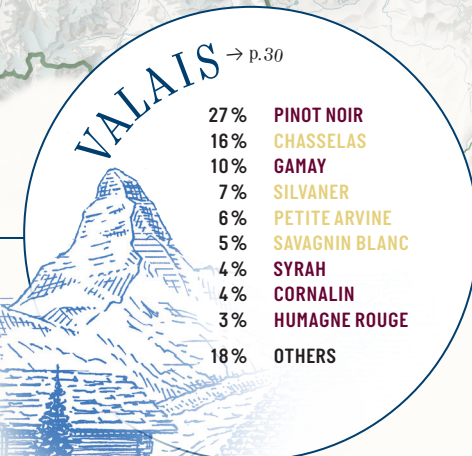 VALAIS → p.30
27 % PINOT NOIR
16 % CHASSELAS
10 % GAMAY
7 % SILVANER
6 % PETITE ARVINE
5 % SAVAGNIN BLANC
4 % SYRAH
4 % CORNALIN
3 % HUMAGNE ROUGE
18 % OTHERS